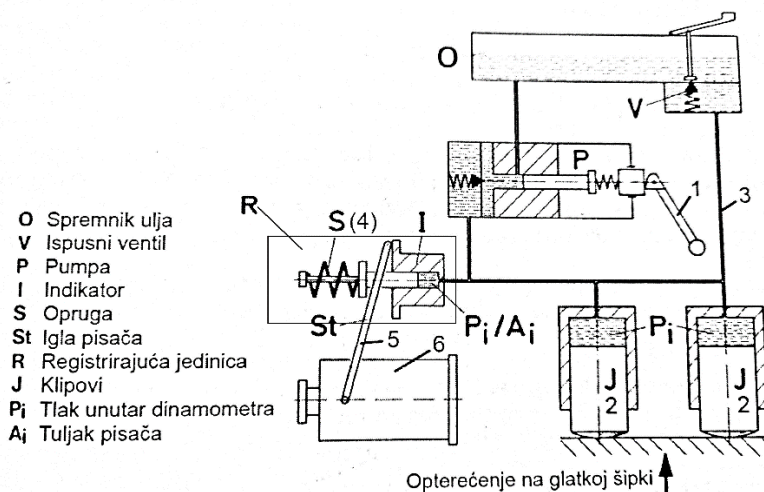 O
V
P
1
3
R
S (4)
I
St
5
6
Pi/Ai
Pi
J
2
J
2
O Spremnik ulja
V Ispusni ventil
P Pumpa
I Indikator
S Opruga
St Igla pisača
R Registrirajuća jedinica
J Klipovi
Pi Tlak unutar dinamometra
Ai Tuljak pisača
Opterećenje na glatkoj šipki